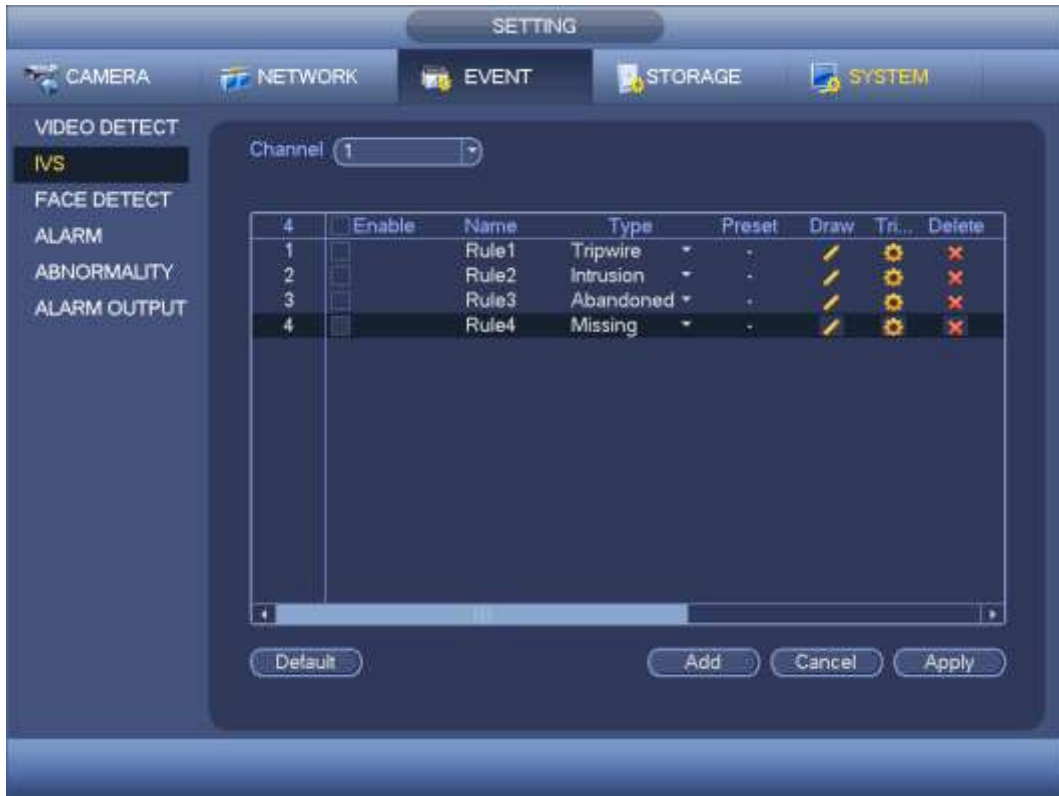 SETTING
CAMERA NETWORK EVENT STORAGE SYSTEM
VIDEO DETECT
IVS
FACE DETECT
ALARM
ABNORMALITY
ALARM OUTPUT
Channel 1
4 Enable Name Type Preset Draw Tri... Delete
1 Rule1 Tripwire -
2 Rule2 Intrusion -
3 Rule3 Abandoned -
4 Rule4 Missing -
Default Add Cancel Apply